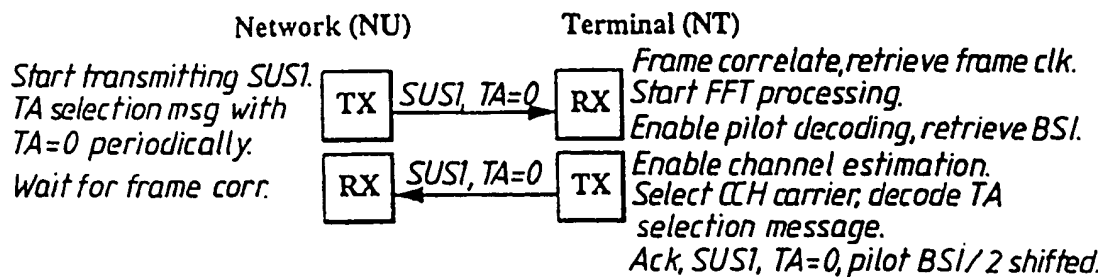 Network (NU) Terminal (NT)
Start transmitting SUS1.
TA selection msg with
TA=0 periodically.
Wait for frame corr.
TX
SUS1, TA=0
RX
RX
SUS1, TA=0
TX
Frame correlate, retrieve frame clk.
Start FFT processing.
Enable pilot decoding, retrieve BSI.
Enable channel estimation.
Select CCH carrier, decode TA
selection message.
Ack, SUS1, TA=0, pilot BSI/2 shifted.